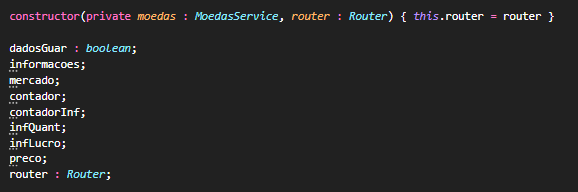 constructor(private moedas : MoedasService, router : Router) { this.router = router }
dadosGuar : boolean;
informacoes;
mercado;
contador;
contadorInf;
infQuant;
infLucro;
preco;
router : Router;